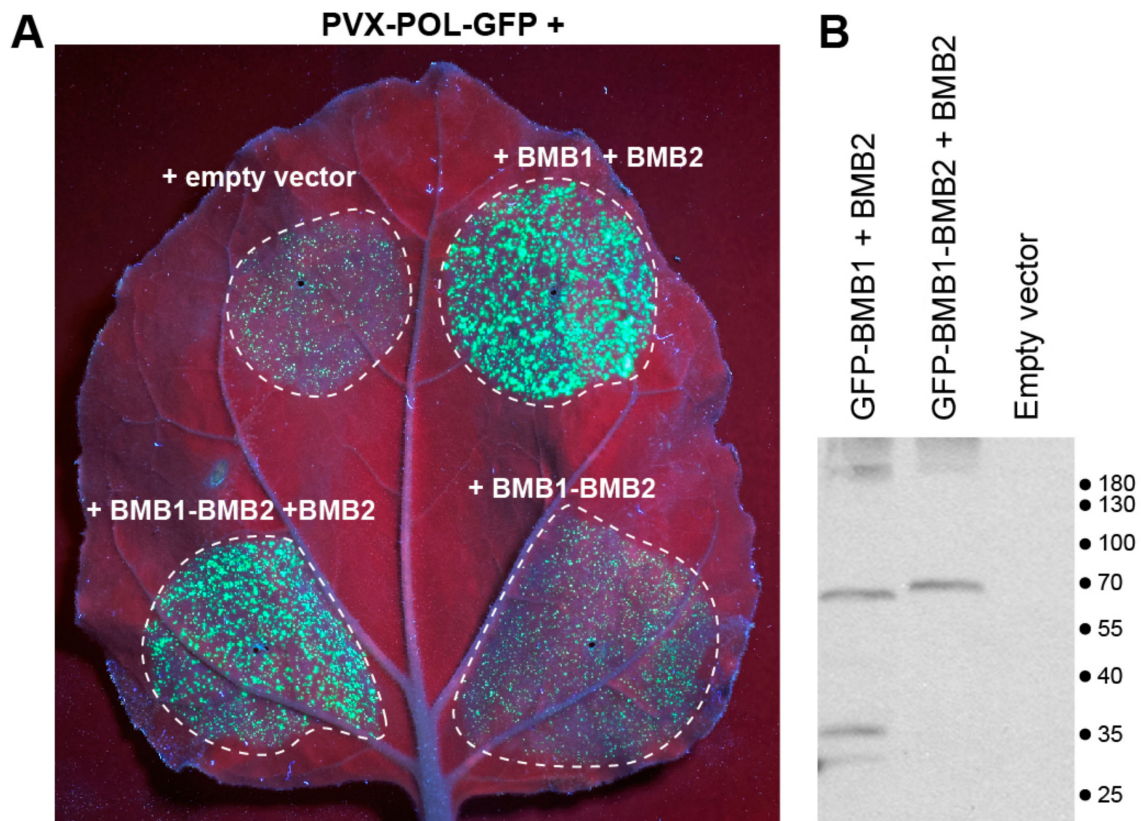 A
PVX-POL-GFP +
+ empty vector
+ BMB1 + BMB2
+ BMB1-BMB2 +BMB2
+ BMB1-BMB2
B
GFP-BMB1 + BMB2
GFP-BMB1-BMB2 + BMB2
Empty vector
180
130
100
70
55
40
35
25